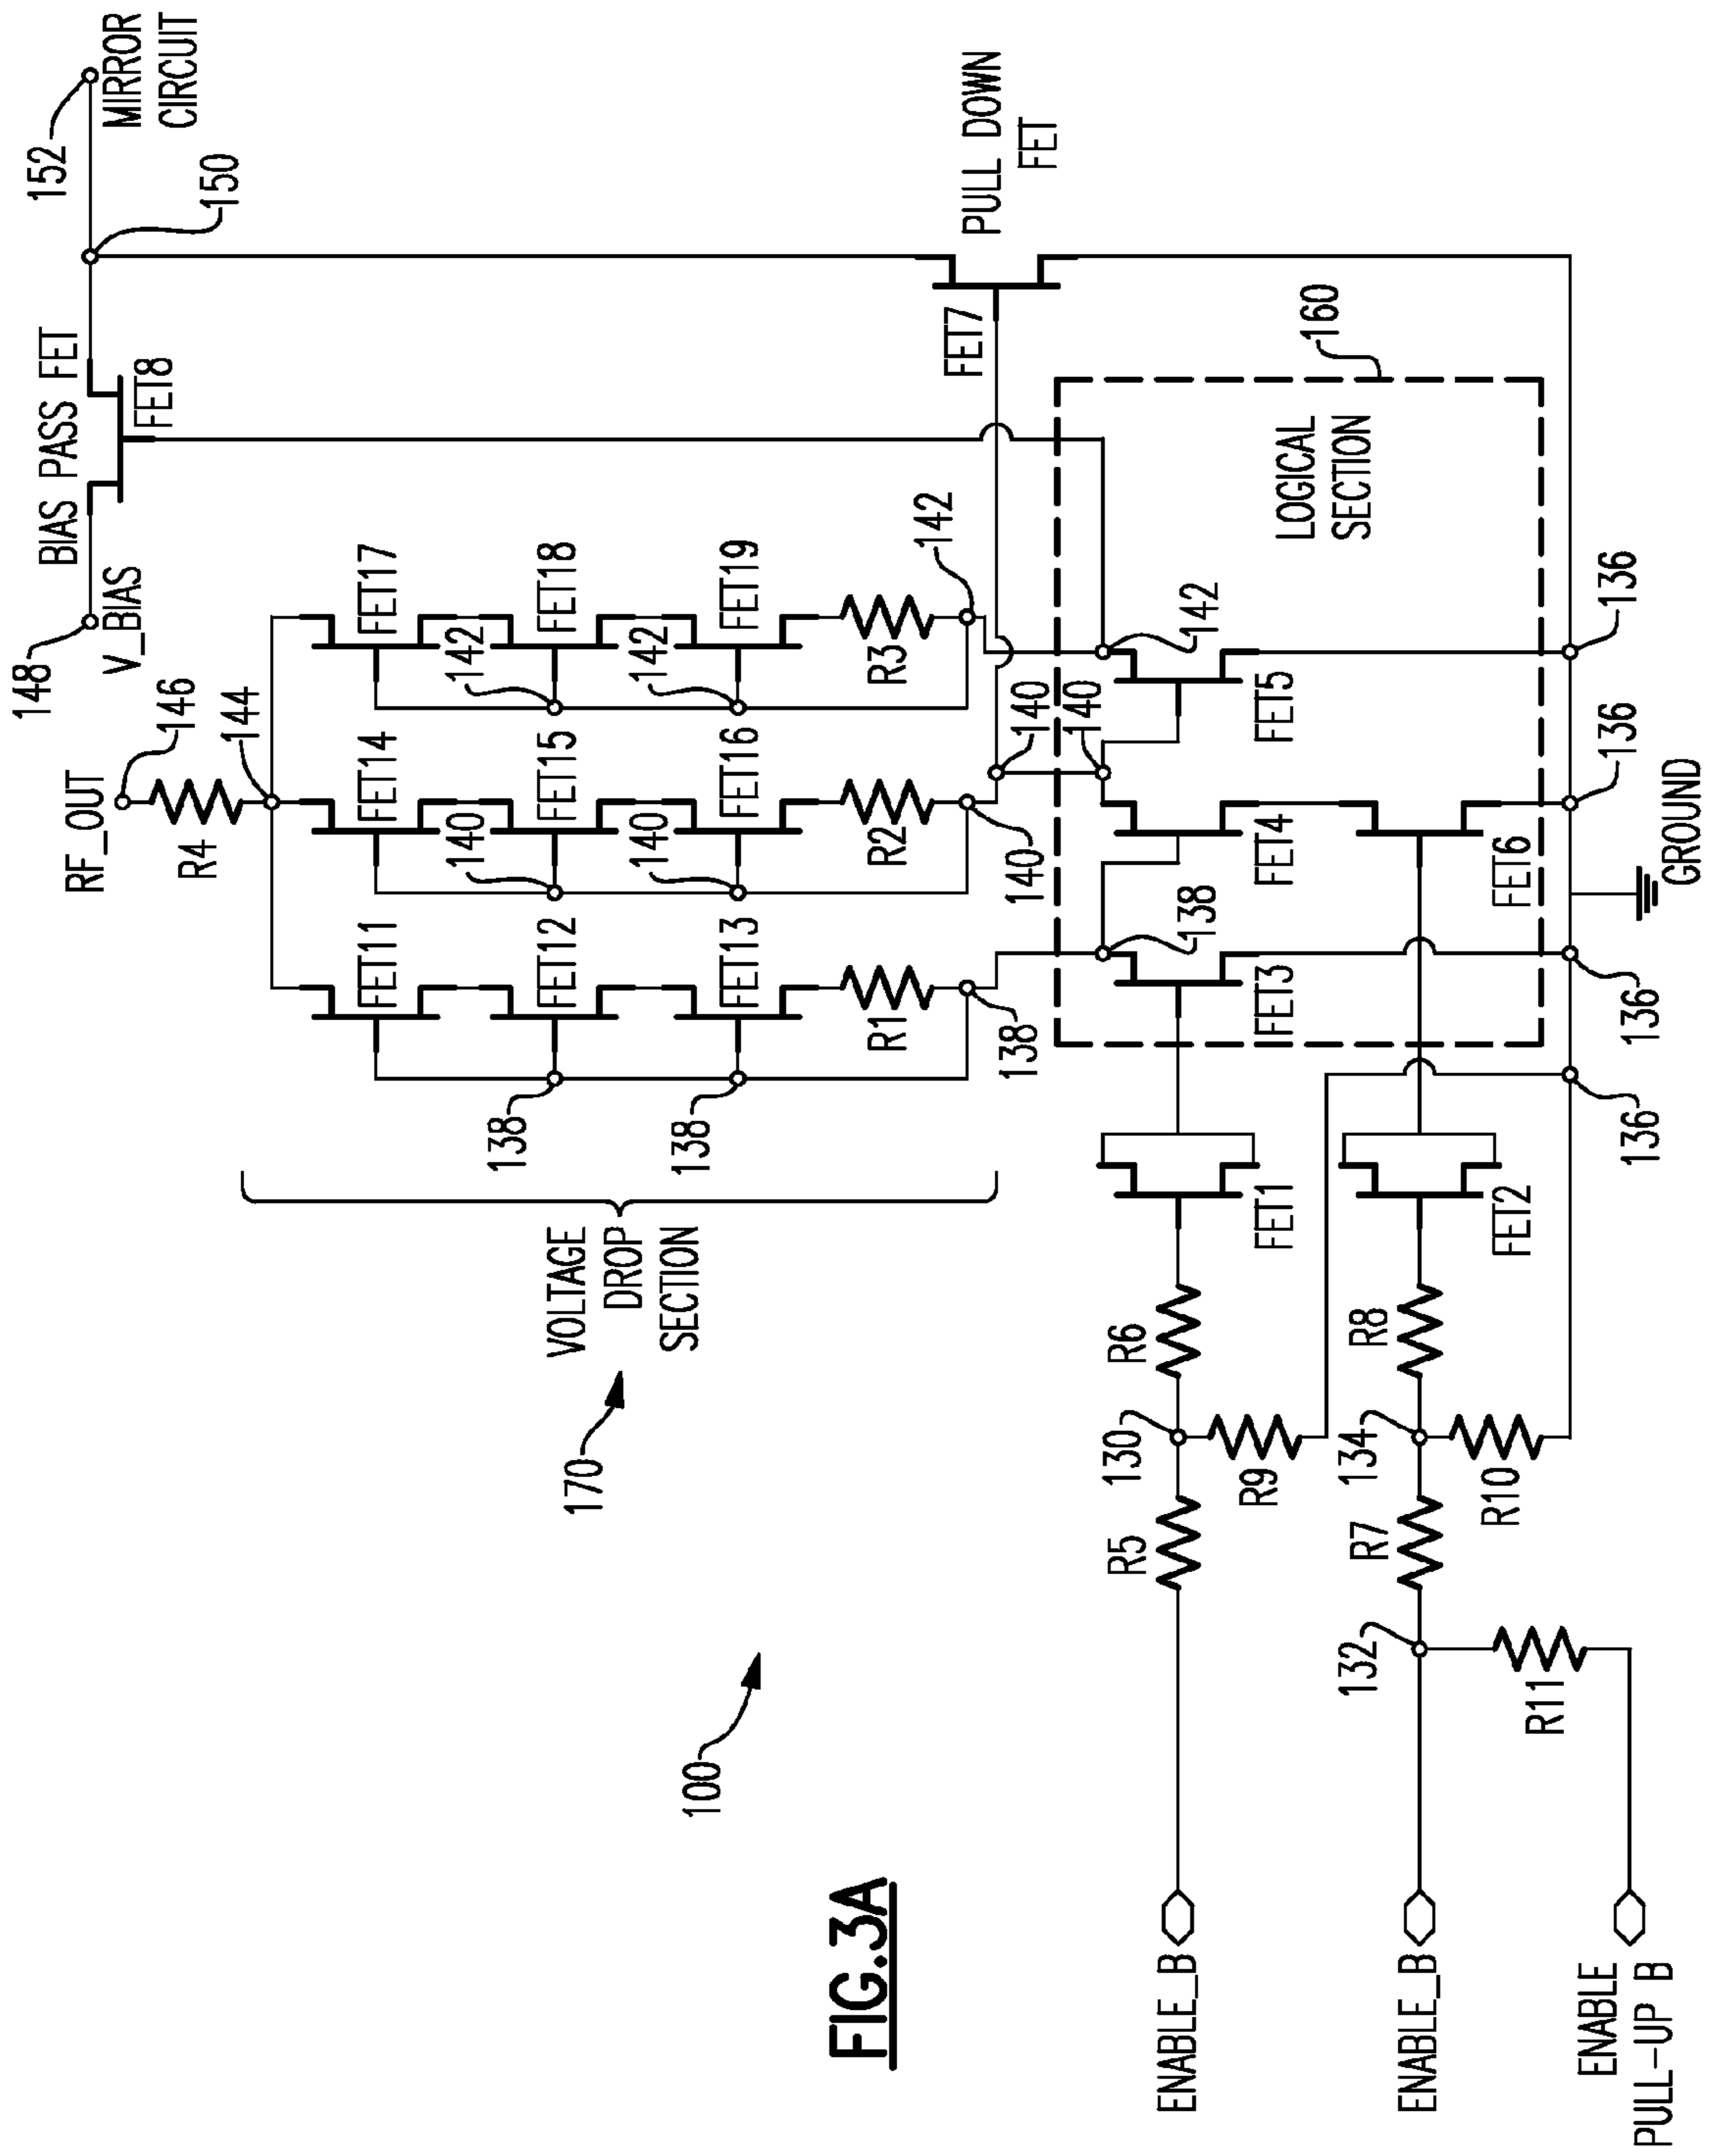 152
MIRROR
CIRCUIT
150
BIAS PASS FET
FET8
148
V_BIAS
146
RF_OUT
R4
144
FET17
FET18
FET19
142
142
R3
142
FET14
FET15
FET16
140
140
R2
140
FET11
FET12
FET13
138
138
R1
138
VOLTAGE
DROP
SECTION
170
PULL DOWN
FET
FET7
160
LOGICAL
SECTION
142
FET5
140
140
FET4
FET6
138
FET3
136
136
136
136
GROUND
FET1
FET2
R6
R8
130
134
R9
R10
R5
R7
132
R11
100
ENABLE_B
ENABLE_B
ENABLE
PULL-UP B
FIG.3A